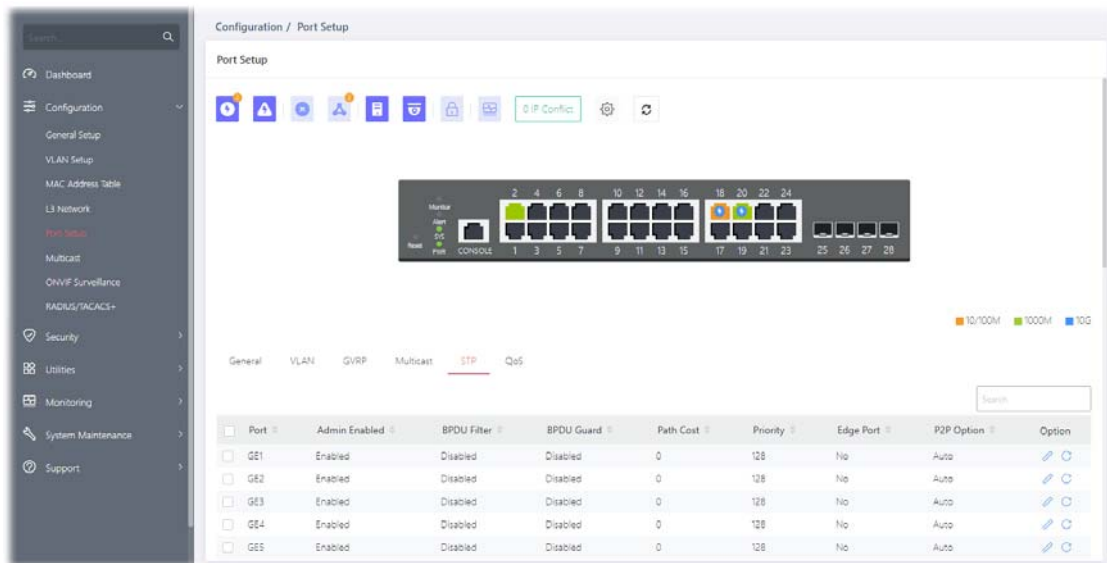 Configuration / Port Setup
Search...
Port Setup
Dashboard
Configuration
General Setup
VLAN Setup
MAC Address Table
L3 Network
Port Setup
Multicast
ONVIF Surveillance
RADIUS/TACACS+
Security
Utilities
Monitoring
System Maintenance
Support
0 IP Conflict
2 4 6 8 10 12 14 16 18 20 22 24
Monitor
Alert
SYS
Reset PoH CONSOLE 1 3 5 7 9 11 13 15 17 19 21 23 25 26 27 28
10/100M 1000M 10G
General VLAN GVRP Multicast STP QoS
Search
Port Admin Enabled BPDU Filter BPDU Guard Path Cost Priority Edge Port P2P Option Option
GE1 Enabled Disabled Disabled 0 128 No Auto
GE2 Enabled Disabled Disabled 0 128 No Auto
GE3 Enabled Disabled Disabled 0 128 No Auto
GE4 Enabled Disabled Disabled 0 128 No Auto
GE5 Enabled Disabled Disabled 0 128 No Auto